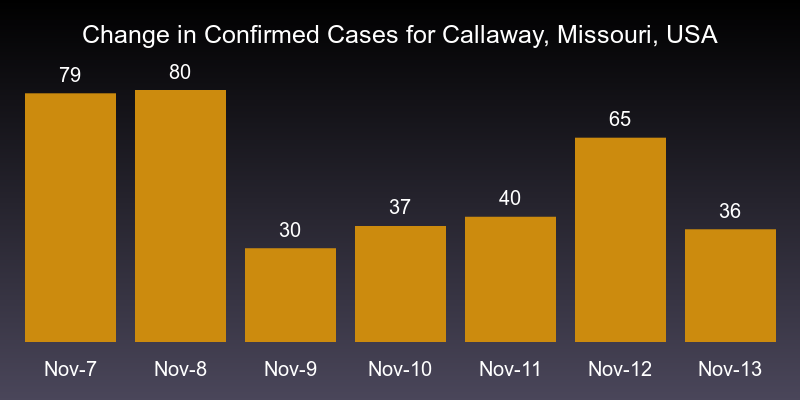 Change in Confirmed Cases for Callaway, Missouri, USA
79
80
30
37
40
65
36
Nov-7
Nov-8
Nov-9
Nov-10
Nov-11
Nov-12
Nov-13